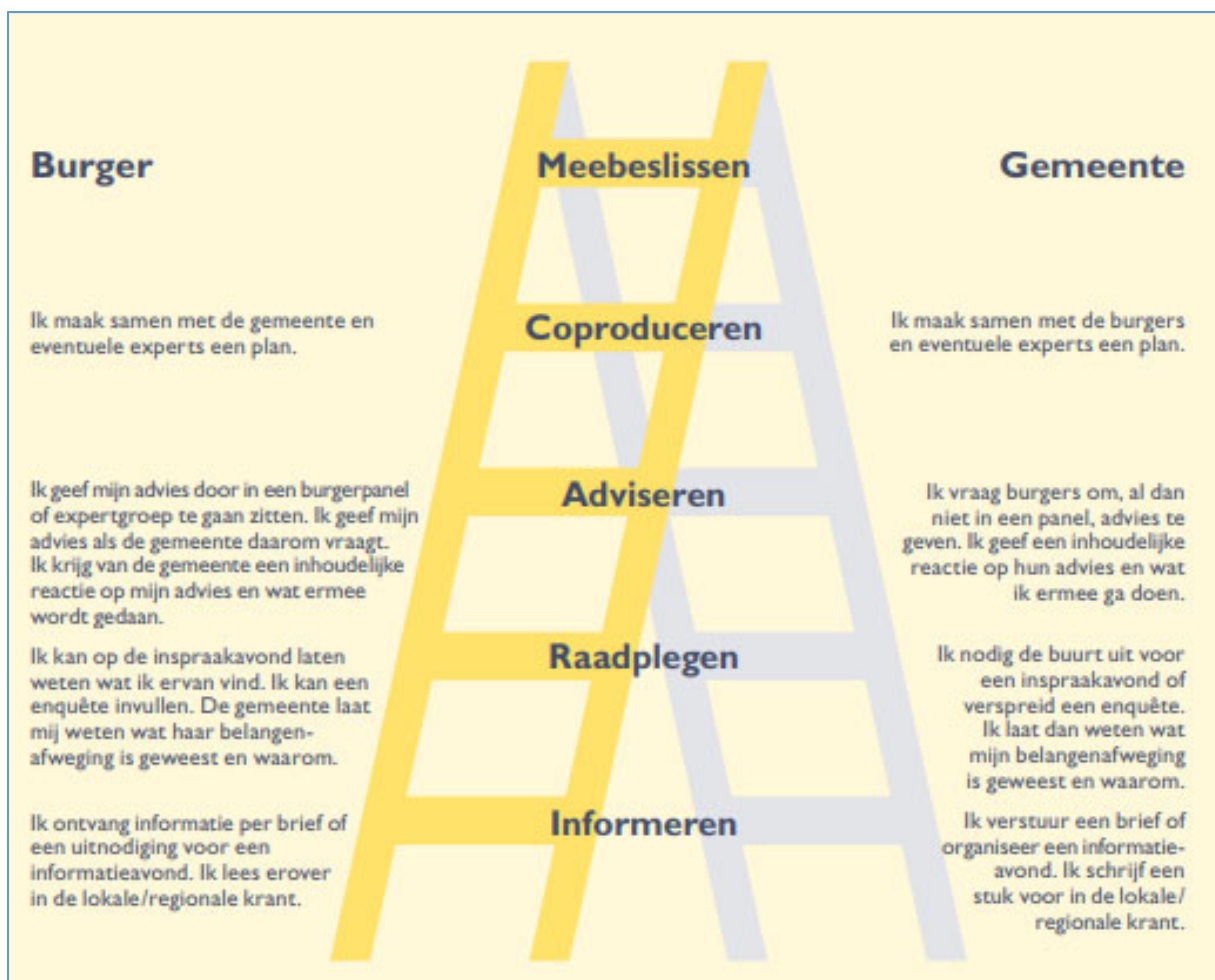 Burger
Meebeslissen
Gemeente
Ik maak samen met de gemeente en
eventuele experts een plan.
Coproduceren
Ik maak samen met de burgers
en eventuele experts een plan.
Ik geef mijn advies door in een burgerpanel
of expertgroep te gaan zitten. Ik geef mijn
advies als de gemeente daarom vraagt.
Ik krijg van de gemeente een inhoudelijke
reactie op mijn advies en wat ermee
wordt gedaan.
Adviseren
Ik vraag burgers om, al dan
niet in een panel, advies te
geven. Ik geef een inhoudelijke
reactie op hun advies en wat
ik ermee ga doen.
Ik kan op de inspraakavond laten
weten wat ik ervan vind. Ik kan een
enquête invullen. De gemeente laat
mij weten wat haar belangen-
afweging is geweest en waarom.
Raadplegen
Ik nodig de buurt uit voor
een inspraakavond of
verspreid een enquête.
Ik laat dan weten wat
mijn belangenafweging
is geweest en waarom.
Ik ontvang informatie per brief of
een uitnodiging voor een
informatieavond. Ik lees erover
in de lokale/regionale krant.
Informeren
Ik verstuur een brief of
organiseer een informatie-
avond. Ik schrijf een
stuk voor in de lokale/
regionale krant.